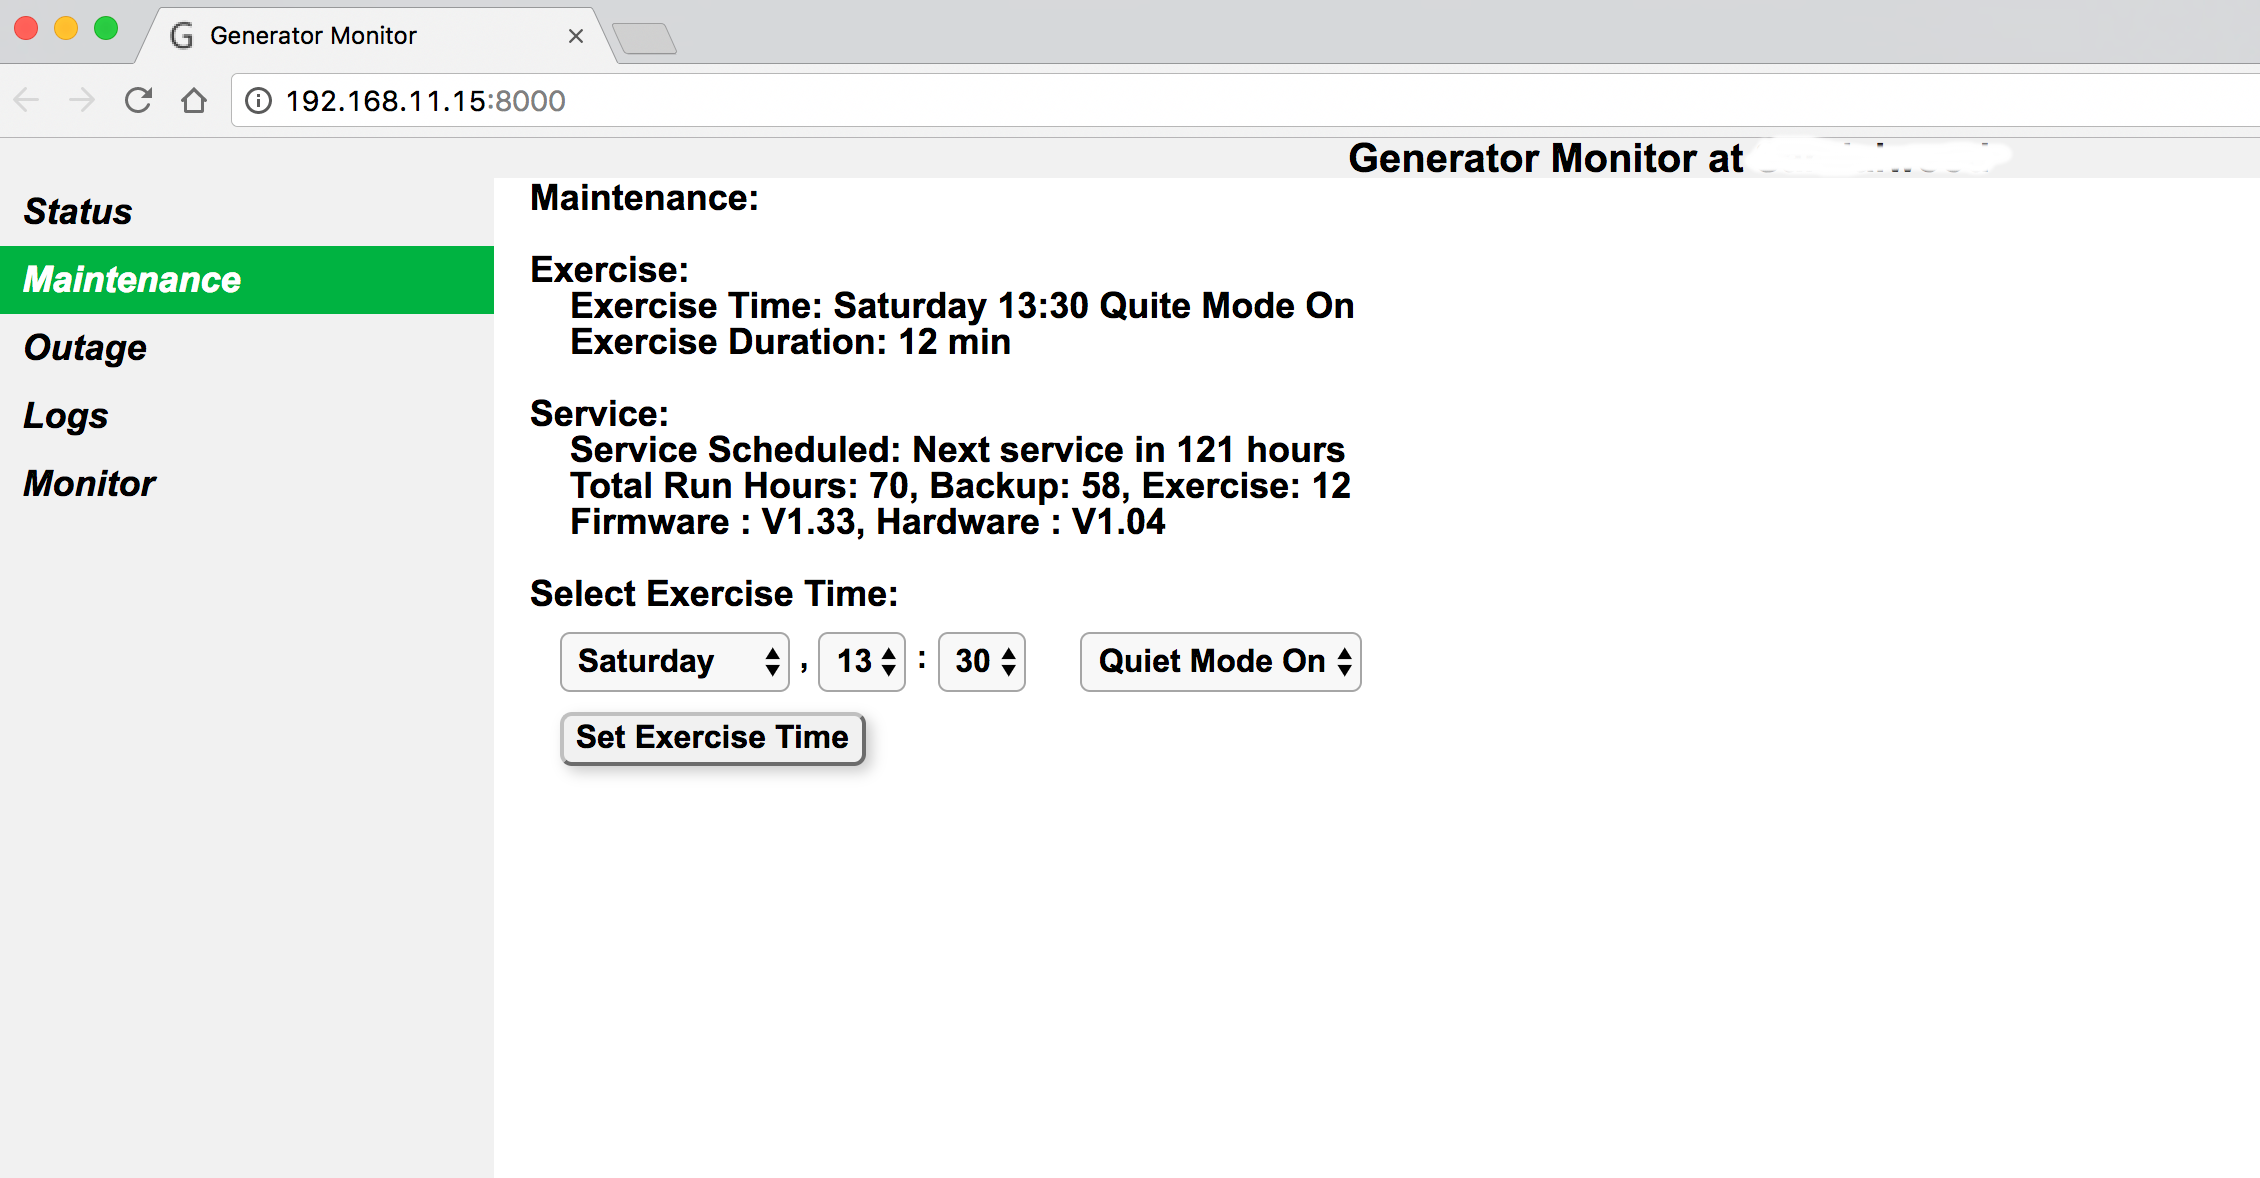 Generator Monitor
192.168.11.15:8000
Generator Monitor at
Status
Maintenance
Outage
Logs
Monitor
Maintenance:
Exercise:
Exercise Time: Saturday 13:30 Quite Mode On
Exercise Duration: 12 min
Service:
Service Scheduled: Next service in 121 hours
Total Run Hours: 70, Backup: 58, Exercise: 12
Firmware : V1.33, Hardware : V1.04
Select Exercise Time:
Saturday , 13 : 30 Quiet Mode On
Set Exercise Time